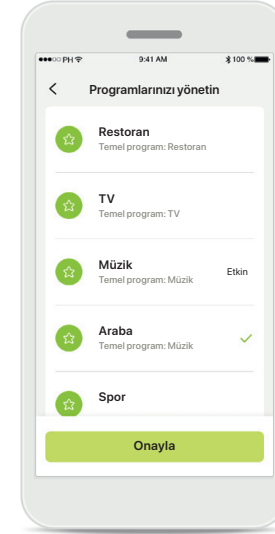 PH 9:41 AM 100 %
Programlarınızı yönetin
Restoran
Temel program: Restoran
TV
Temel program: TV
Müzik
Temel program: Müzik
Etkin
Araba
Temel program: Müzik
Spor
Onayla